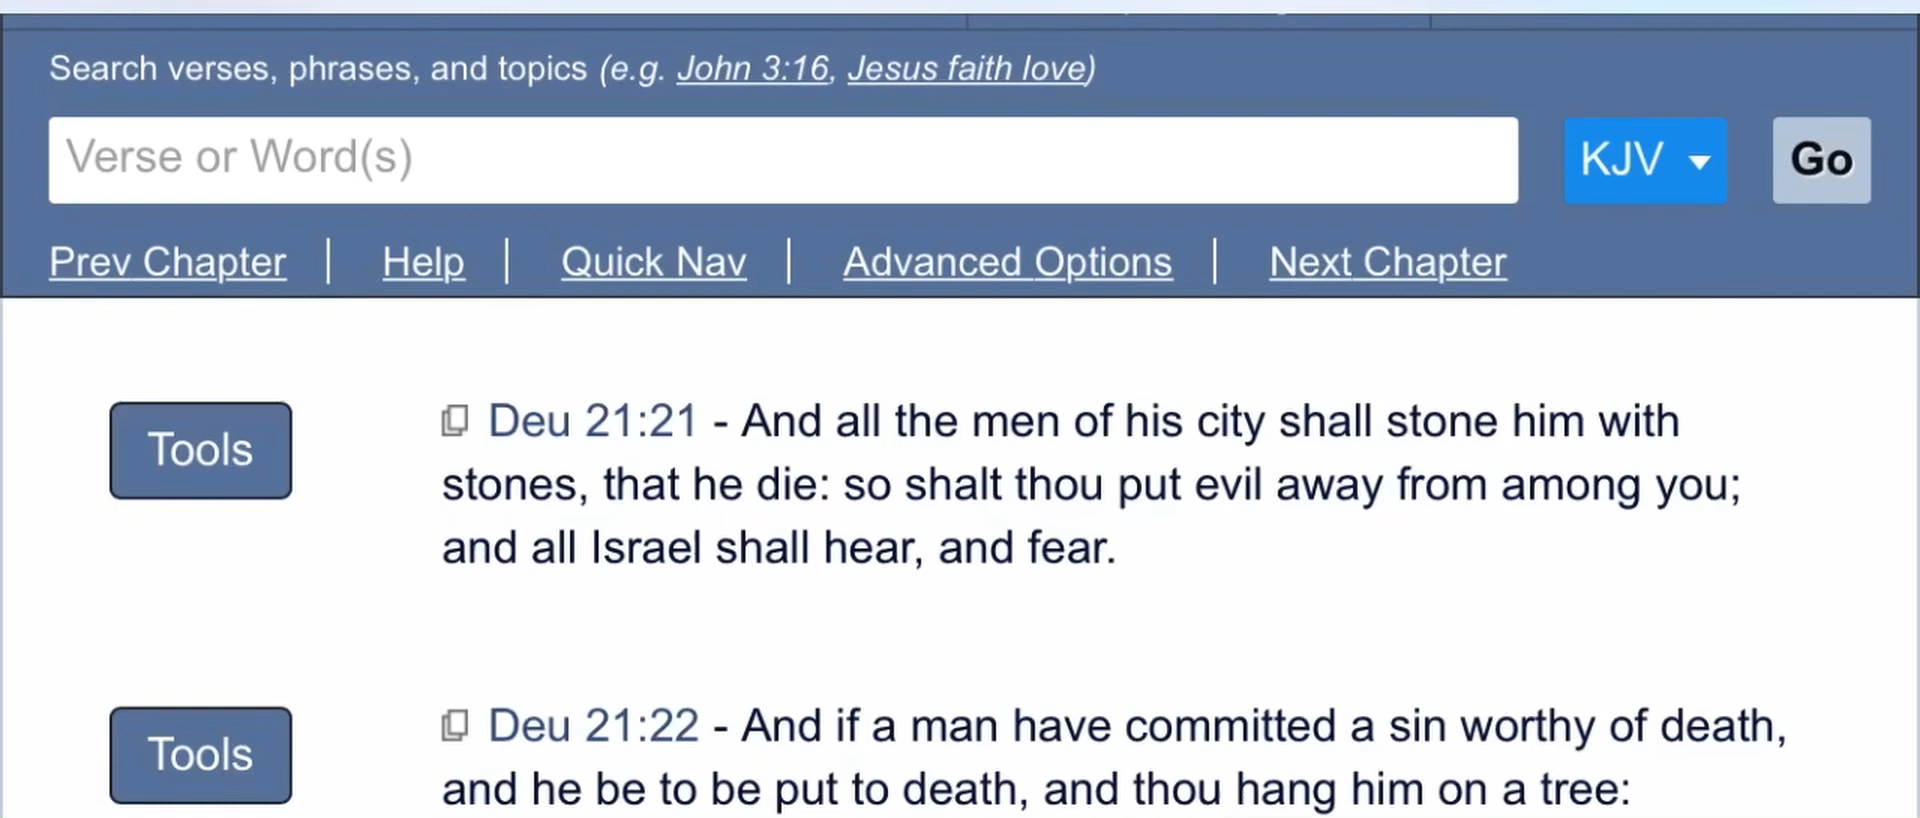 Search verses, phrases, and topics (e.g. John 3:16, Jesus faith love)
Verse or Word(s)
KJV
Go
Prev Chapter | Help | Quick Nav | Advanced Options | Next Chapter
Tools
Deu 21:21 - And all the men of his city shall stone him with
stones, that he die: so shalt thou put evil away from among you;
and all Israel shall hear, and fear.
Tools
Deu 21:22 - And if a man have committed a sin worthy of death,
and he be to be put to death, and thou hang him on a tree: